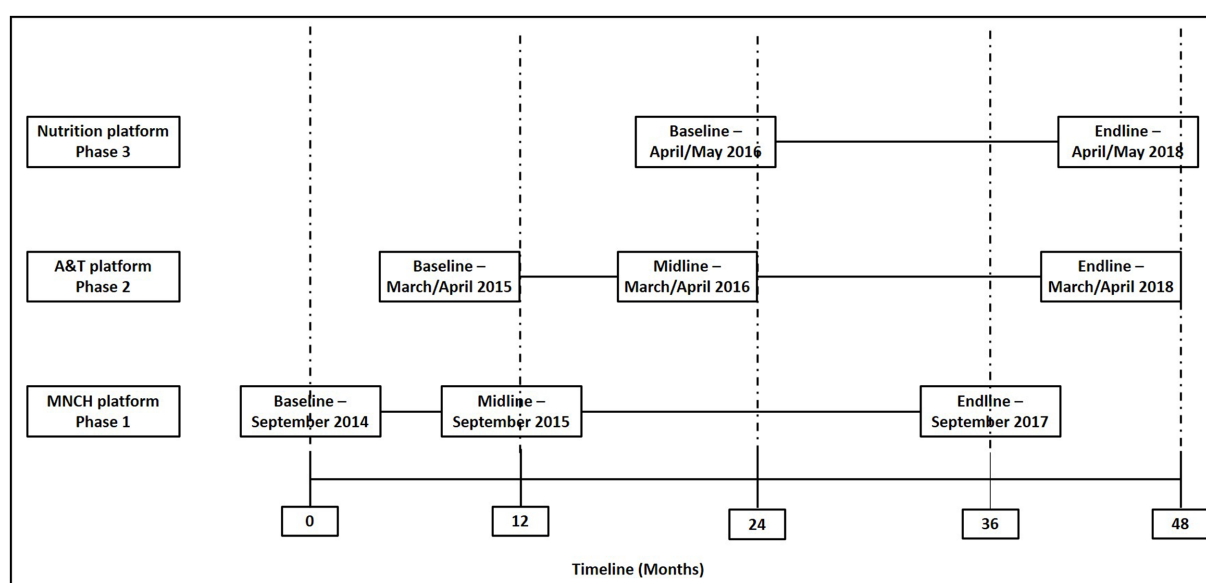 Nutrition platform
Phase 3
Baseline –
April/May 2016
Endline –
April/May 2018
A&T platform
Phase 2
Baseline –
March/April 2015
Midline –
March/April 2016
Endline –
March/April 2018
MNCH platform
Phase 1
Baseline –
September 2014
Midline –
September 2015
Endline –
September 2017
0
12
24
36
48
Timeline (Months)